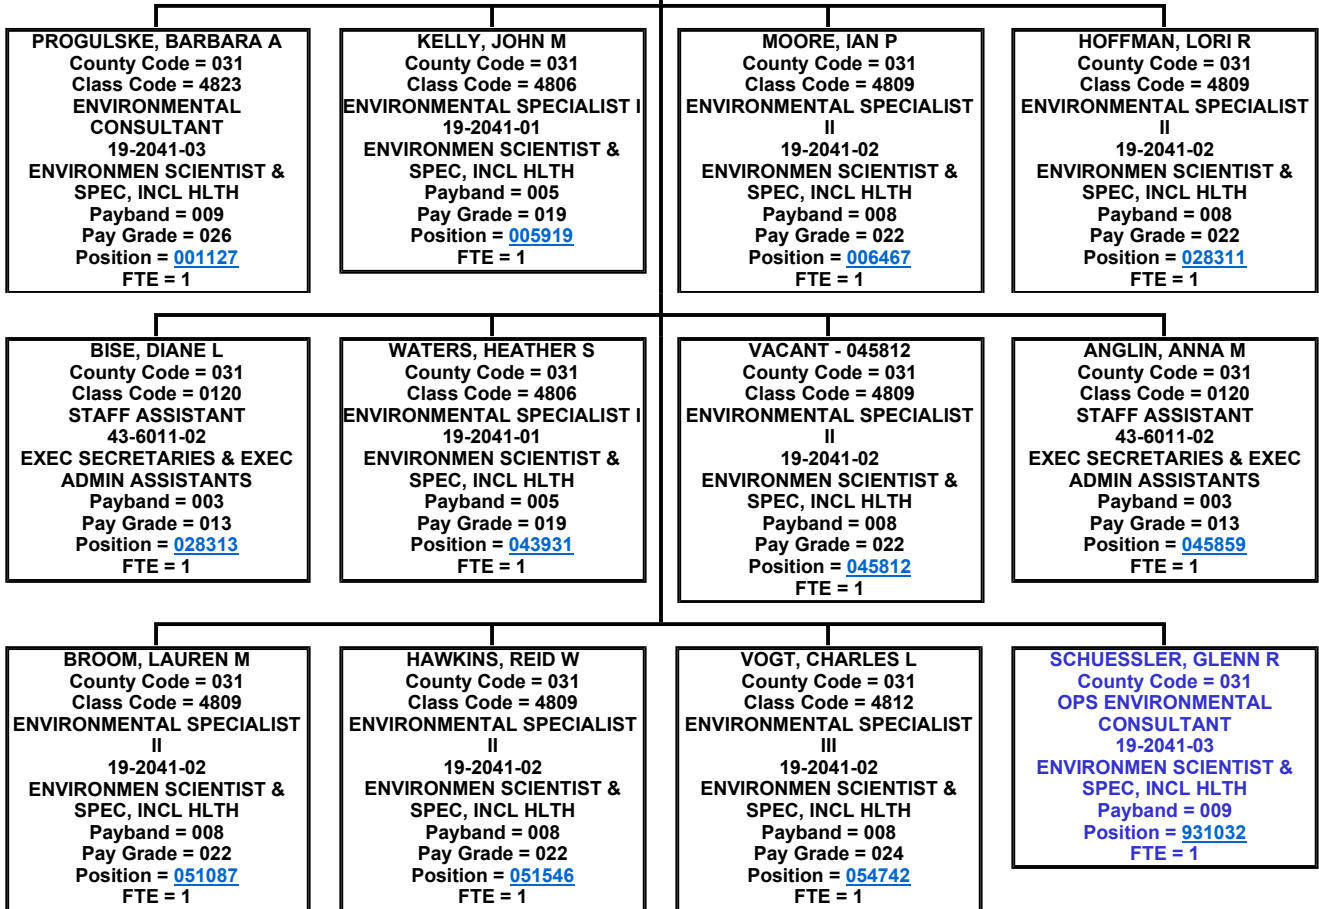 PROGULSKE, BARBARA A
County Code = 031
Class Code = 4823
ENVIRONMENTAL
CONSULTANT
19-2041-03
ENVIRONMEN SCIENTIST &
SPEC, INCL HLTH
Payband = 009
Pay Grade = 026
Position = 001127
FTE = 1
KELLY, JOHN M
County Code = 031
Class Code = 4806
ENVIRONMENTAL SPECIALIST I
19-2041-01
ENVIRONMEN SCIENTIST &
SPEC, INCL HLTH
Payband = 005
Pay Grade = 019
Position = 005919
FTE = 1
MOORE, IAN P
County Code = 031
Class Code = 4809
ENVIRONMENTAL SPECIALIST
II
19-2041-02
ENVIRONMEN SCIENTIST &
SPEC, INCL HLTH
Payband = 008
Pay Grade = 022
Position = 006467
FTE = 1
HOFFMAN, LORI R
County Code = 031
Class Code = 4809
ENVIRONMENTAL SPECIALIST
II
19-2041-02
ENVIRONMEN SCIENTIST &
SPEC, INCL HLTH
Payband = 008
Pay Grade = 022
Position = 028311
FTE = 1
BISE, DIANE L
County Code = 031
Class Code = 0120
STAFF ASSISTANT
43-6011-02
EXEC SECRETARIES & EXEC
ADMIN ASSISTANTS
Payband = 003
Pay Grade = 013
Position = 028313
FTE = 1
WATERS, HEATHER S
County Code = 031
Class Code = 4806
ENVIRONMENTAL SPECIALIST I
19-2041-01
ENVIRONMEN SCIENTIST &
SPEC, INCL HLTH
Payband = 005
Pay Grade = 019
Position = 043931
FTE = 1
VACANT - 045812
County Code = 031
Class Code = 4809
ENVIRONMENTAL SPECIALIST
II
19-2041-02
ENVIRONMEN SCIENTIST &
SPEC, INCL HLTH
Payband = 008
Pay Grade = 022
Position = 045812
FTE = 1
ANGLIN, ANNA M
County Code = 031
Class Code = 0120
STAFF ASSISTANT
43-6011-02
EXEC SECRETARIES & EXEC
ADMIN ASSISTANTS
Payband = 003
Pay Grade = 013
Position = 045859
FTE = 1
BROOM, LAUREN M
County Code = 031
Class Code = 4809
ENVIRONMENTAL SPECIALIST
II
19-2041-02
ENVIRONMEN SCIENTIST &
SPEC, INCL HLTH
Payband = 008
Pay Grade = 022
Position = 051087
FTE = 1
HAWKINS, REID W
County Code = 031
Class Code = 4809
ENVIRONMENTAL SPECIALIST
II
19-2041-02
ENVIRONMEN SCIENTIST &
SPEC, INCL HLTH
Payband = 008
Pay Grade = 022
Position = 051546
FTE = 1
VOGT, CHARLES L
County Code = 031
Class Code = 4812
ENVIRONMENTAL SPECIALIST
III
19-2041-02
ENVIRONMEN SCIENTIST &
SPEC, INCL HLTH
Payband = 008
Pay Grade = 024
Position = 054742
FTE = 1
SCHUESSLER, GLENN R
County Code = 031
OPS ENVIRONMENTAL
CONSULTANT
19-2041-03
ENVIRONMEN SCIENTIST &
SPEC, INCL HLTH
Payband = 009
Position = 931032
FTE = 1